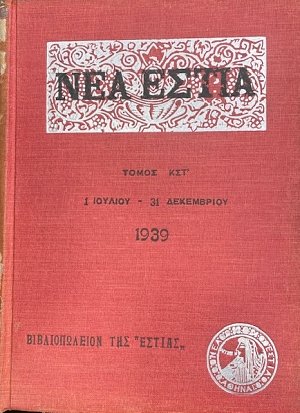 ΝΕΑ ΕΣΤΙΑ
ΤΟΜΟΣ ΚΣΤ'
1 ΙΟΥΛΙΟΥ - 31 ΔΕΚΕΜΒΡΙΟΥ
1939
ΒΙΒΛΙΟΠΩΛΕΙΟΝ ΤΗΣ "ΕΣΤΙΑΣ„